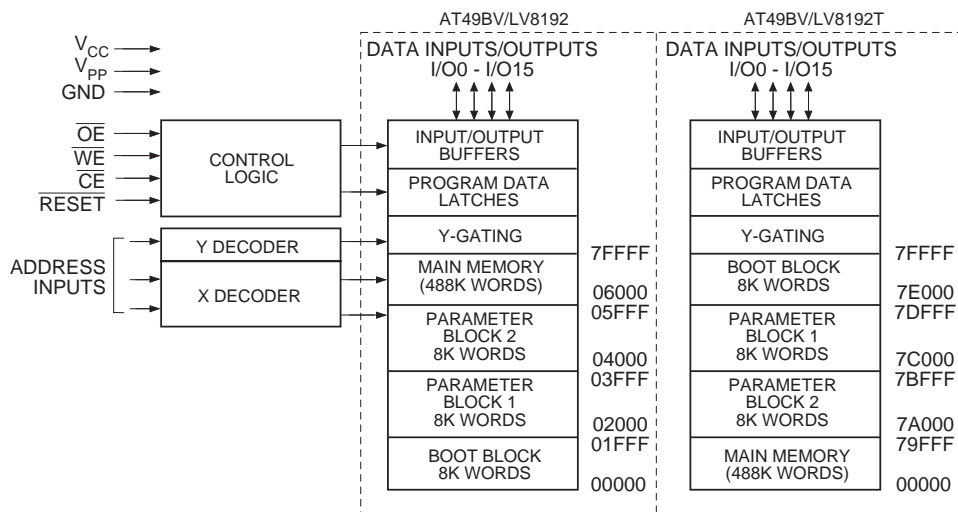 AT49BV/LV8192
AT49BV/LV8192T
VCC
VPP
GND
OE
WE
CE
RESET
CONTROL
LOGIC
ADDRESS
INPUTS
Y DECODER
X DECODER
DATA INPUTS/OUTPUTS
I/O0 - I/O15
INPUT/OUTPUT
BUFFERS
PROGRAM DATA
LATCHES
Y-GATING
7FFFF
MAIN MEMORY
(488K WORDS)
06000
05FFF
PARAMETER
BLOCK 2
8K WORDS
04000
03FFF
PARAMETER
BLOCK 1
8K WORDS
02000
01FFF
BOOT BLOCK
8K WORDS
00000
DATA INPUTS/OUTPUTS
I/O0 - I/O15
INPUT/OUTPUT
BUFFERS
PROGRAM DATA
LATCHES
Y-GATING
7FFFF
BOOT BLOCK
8K WORDS
7E000
7DFFF
PARAMETER
BLOCK 1
8K WORDS
7C000
7BFFF
PARAMETER
BLOCK 2
8K WORDS
7A000
79FFF
MAIN MEMORY
(488K WORDS)
00000